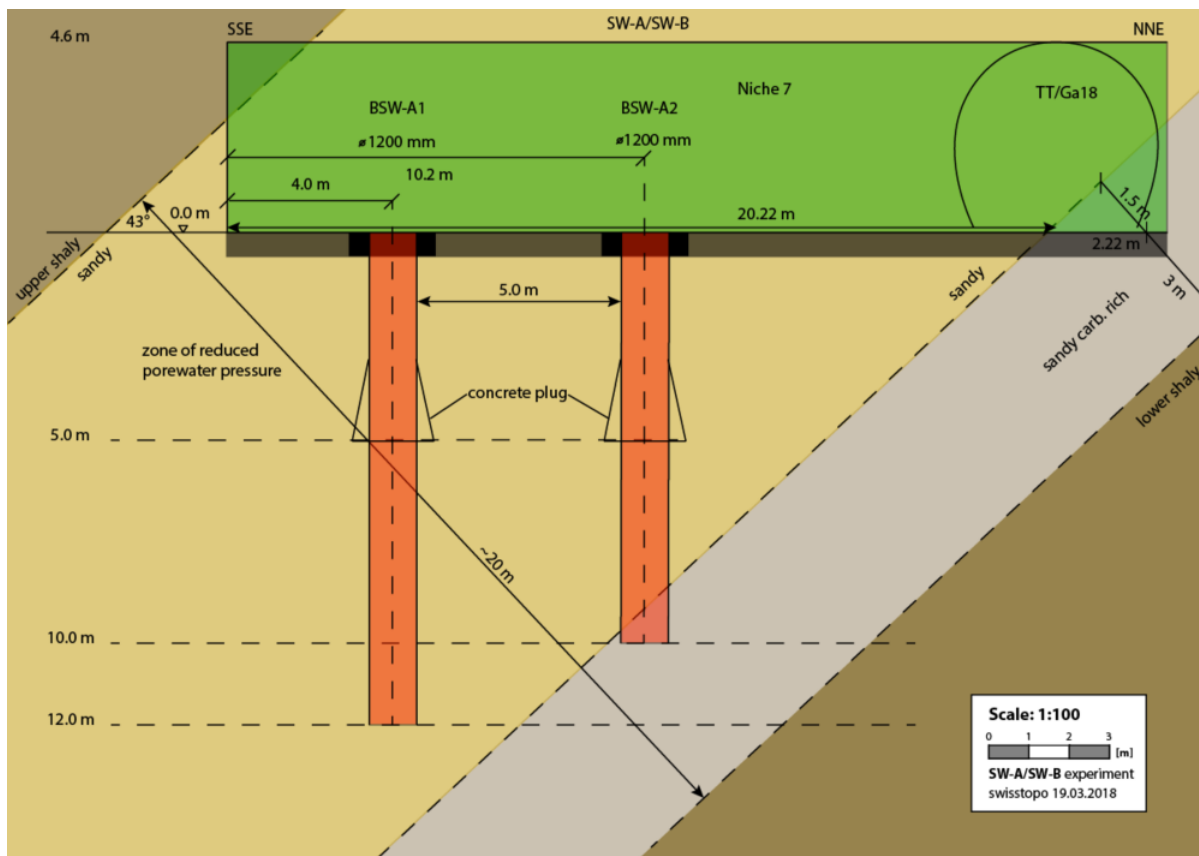 4.6 m
SSE
SW-A/SW-B
NNE
BSW-A1
ø1200 mm
BSW-A2
ø1200 mm
Niche 7
TT/Ga18
10.2 m
4.0 m
43°
0.0 m
20.22 m
1.5 m
2.22 m
3 m
upper shaly
sandy
5.0 m
sandy
sandy carb. rich
lower shaly
zone of reduced
porewater pressure
concrete plug
5.0 m
~20 m
10.0 m
12.0 m
Scale: 1:100
0 1 2 3
[m]
SW-A/SW-B experiment
swisstopo 19.03.2018